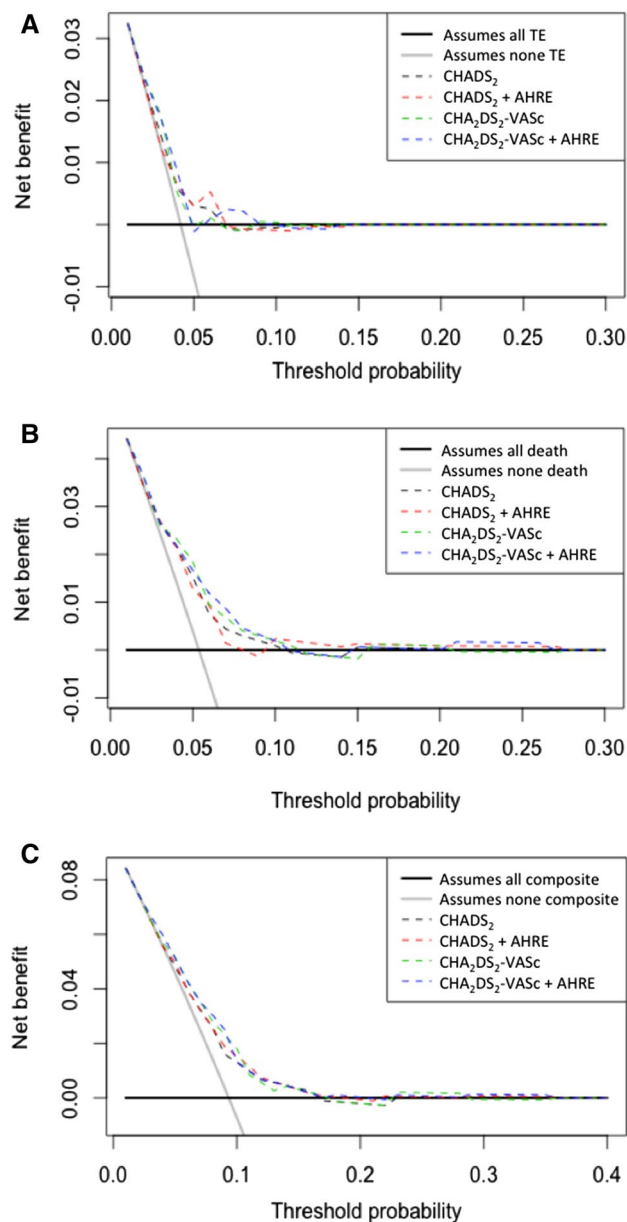 A
Net benefit
0.03
0.02
0.01
-0.01
Assumes all TE
Assumes none TE
CHADS₂
CHADS₂ + AHRE
CHA₂DS₂-VASc
CHA₂DS₂-VASc + AHRE
0.00 0.05 0.10 0.15 0.20 0.25 0.30
Threshold probability
B
Net benefit
0.03
0.01
-0.01
Assumes all death
Assumes none death
CHADS₂
CHADS₂ + AHRE
CHA₂DS₂-VASc
CHA₂DS₂-VASc + AHRE
0.00 0.05 0.10 0.15 0.20 0.25 0.30
Threshold probability
C
Net benefit
0.08
0.04
0.00
Assumes all composite
Assumes none composite
CHADS₂
CHADS₂ + AHRE
CHA₂DS₂-VASc
CHA₂DS₂-VASc + AHRE
0.0 0.1 0.2 0.3 0.4
Threshold probability